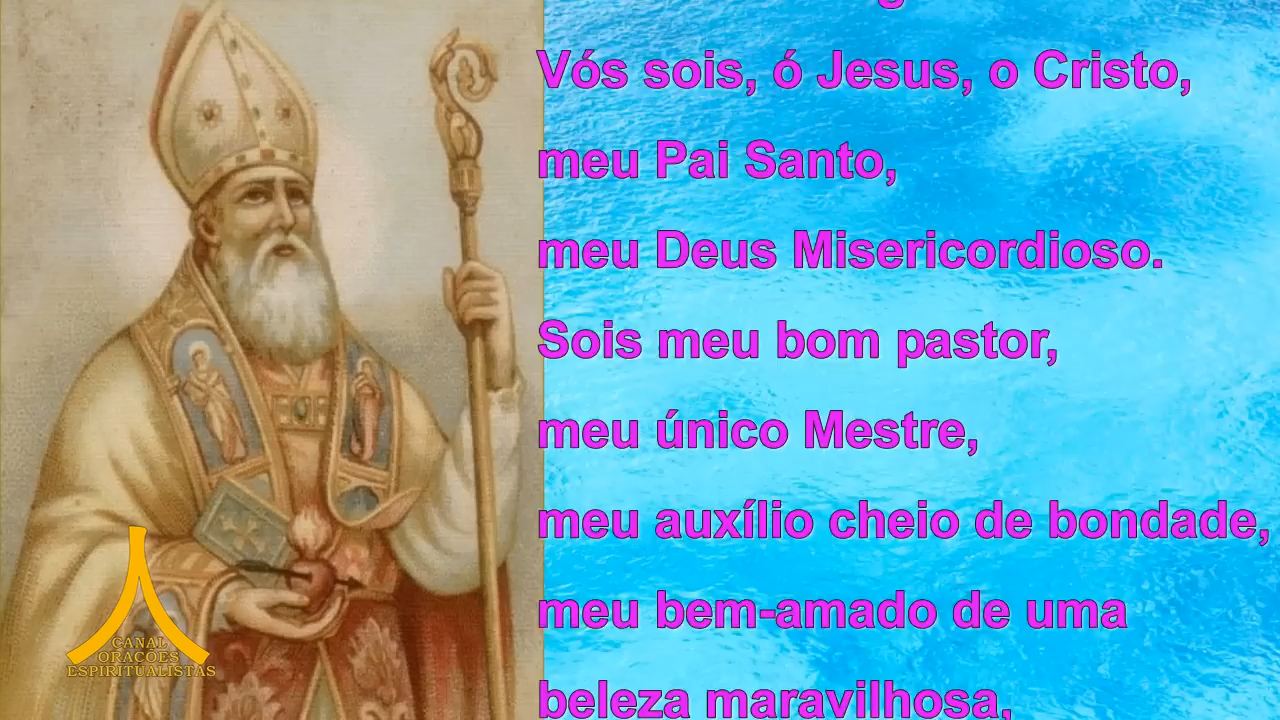 Vós sois, ó Jesus, o Cristo,
meu Pai Santo,
meu Deus Misericordioso.
Sois meu bom pastor,
meu único Mestre,
meu auxílio cheio de bondade,
meu bem-amado de uma
beleza maravilhosa,
CANAL
ORACOES
ESPIRITUALISTAS